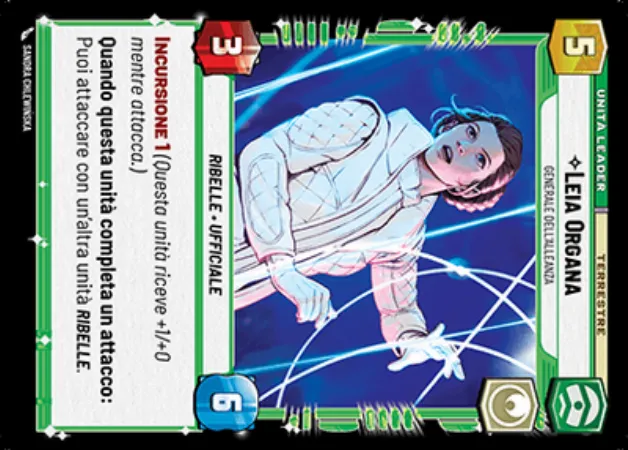 5
UNITÀ LEADER
TERRESTRE
LEIA ORGANA
GENERALE DELL'ALLEANZA
3
6
RIBELLE • UFFICIALE
INCURSIONE 1 (Questa unità riceve +1/+0
mentre attacca.)
Quando questa unità completa un attacco:
Puoi attaccare con un'altra unità RIBELLE.
SANDRA CHLEWIŃSKA